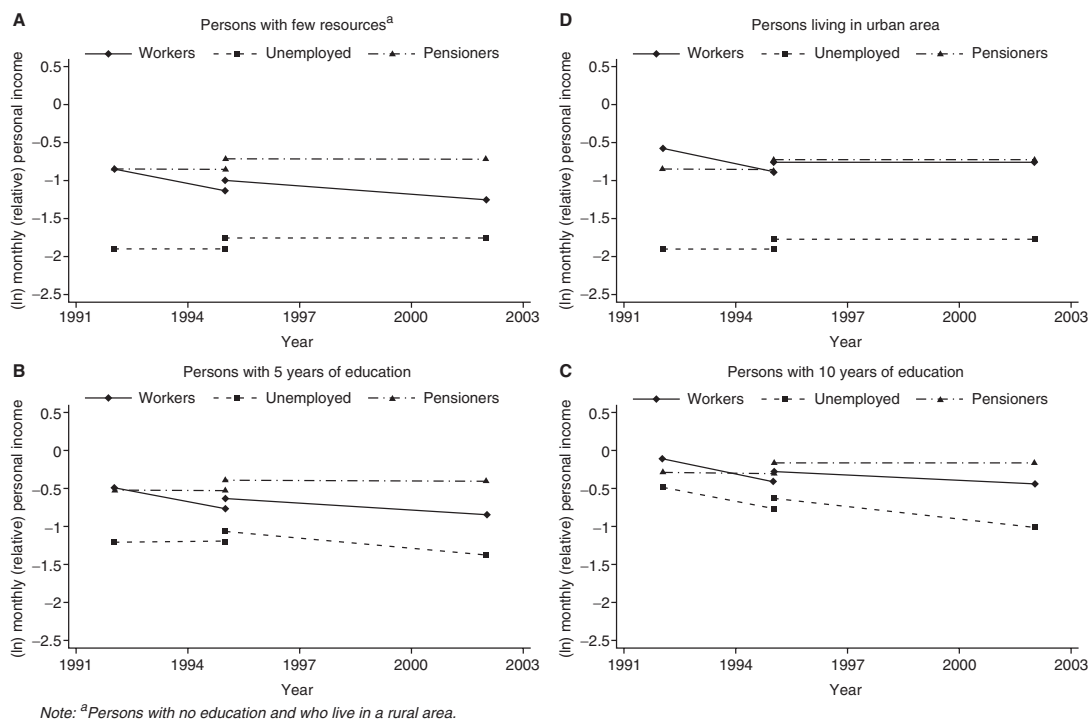 A
Persons with few resourcesa
Workers Unemployed Pensioners
(ln) monthly (relative) personal income
0.5
0
−0.5
−1
−1.5
−2
−2.5
1991 1994 1997 2000 2003
Year
D
Persons living in urban area
Workers Unemployed Pensioners
(ln) monthly (relative) personal income
0.5
0
−0.5
−1
−1.5
−2
−2.5
1991 1994 1997 2000 2003
Year
B
Persons with 5 years of education
Workers Unemployed Pensioners
(ln) monthly (relative) personal income
0.5
0
−0.5
−1
−1.5
−2
−2.5
1991 1994 1997 2000 2003
Year
C
Persons with 10 years of education
Workers Unemployed Pensioners
(ln) monthly (relative) personal income
0.5
0
−0.5
−1
−1.5
−2
−2.5
1991 1994 1997 2000 2003
Year
Note: aPersons with no education and who live in a rural area.